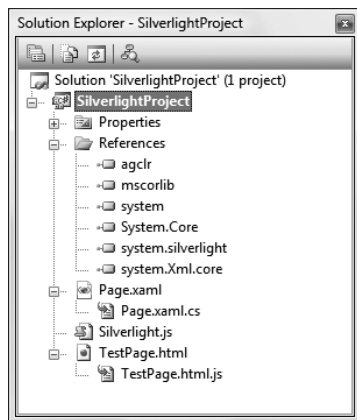 Solution Explorer - SilverlightProject
Solution 'SilverlightProject' (1 project)
SilverlightProject
Properties
References
agclr
mscorlib
system
System.Core
system.silverlight
system.Xml.core
Page.xaml
Page.xaml.cs
Silverlight.js
TestPage.html
TestPage.html.js